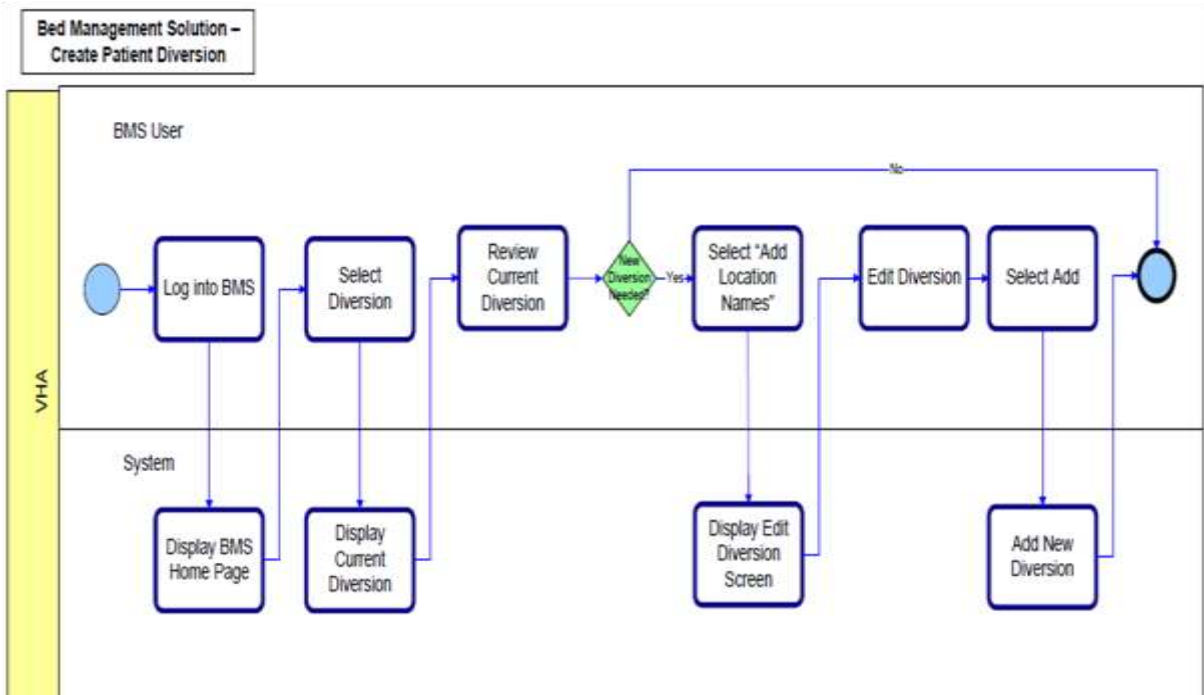 Bed Management Solution –
Create Patient Diversion
VHA
BMS User
No
Log into BMS
Select
Diversion
Review
Current
Diversion
New
Diversion
Needed?
Yes
Select "Add
Location
Names"
Edit Diversion
Select Add
System
Display BMS
Home Page
Display
Current
Diversion
Display Edit
Diversion
Screen
Add New
Diversion